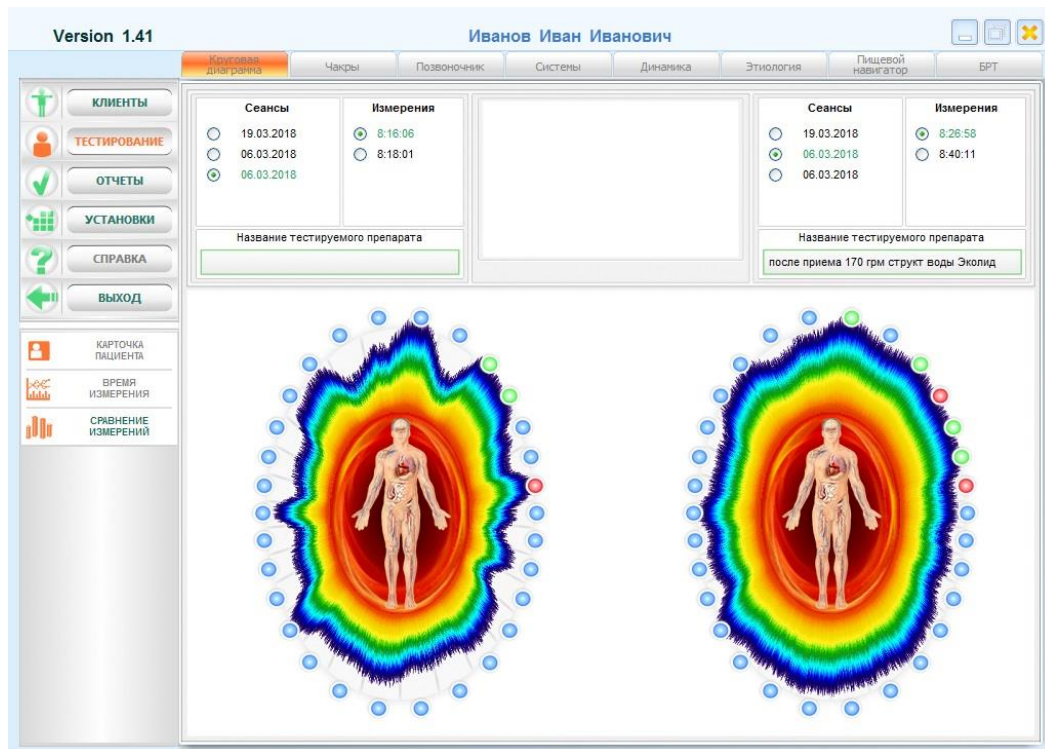 Version 1.41
Иванов Иван Иванович
Круговая
диаграмма
Чакры
Позвоночник
Системы
Динамика
Этиология
Пищевой
навигатор
БРТ
КЛИЕНТЫ
ТЕСТИРОВАНИЕ
ОТЧЕТЫ
УСТАНОВКИ
СПРАВКА
ВЫХОД
КАРТОЧКА
ПАЦИЕНТА
ВРЕМЯ
ИЗМЕРЕНИЯ
СРАВНЕНИЕ
ИЗМЕРЕНИЙ
Сеансы
19.03.2018
06.03.2018
06.03.2018
Измерения
8:16:06
8:18:01
Название тестируемого препарата
Сеансы
19.03.2018
06.03.2018
06.03.2018
Измерения
8:26:58
8:40:11
Название тестируемого препарата
после приема 170 грм структ воды Эколид